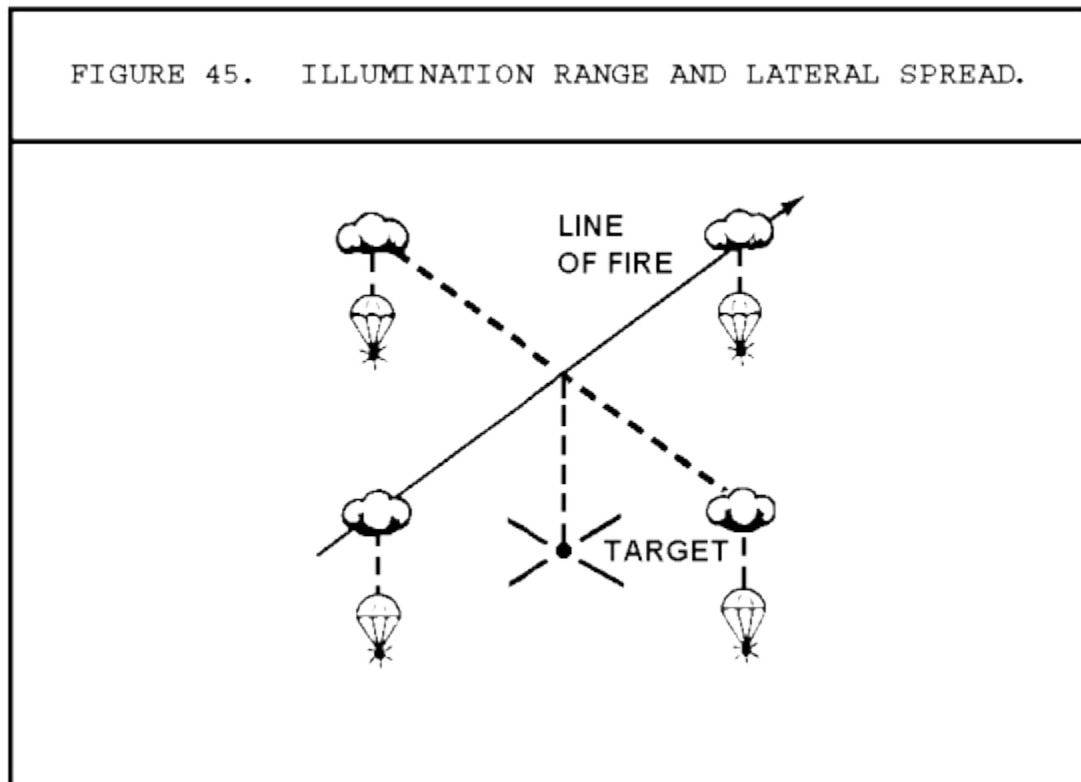 FIGURE 45. ILLUMINATION RANGE AND LATERAL SPREAD.
LINE
OF FIRE
TARGET